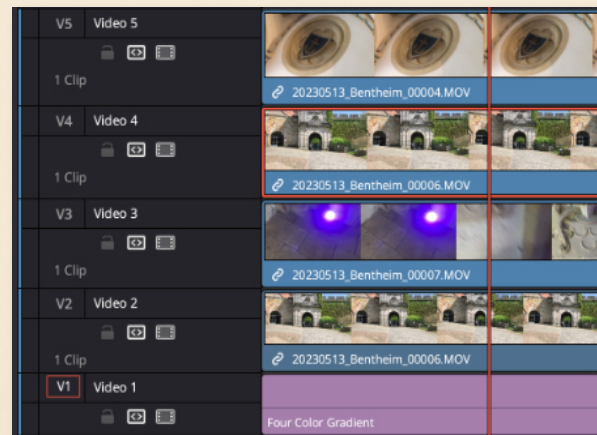 V5 Video 5
1 Clip
20230513_Bentheim_00004.MOV
V4 Video 4
1 Clip
20230513_Bentheim_00006.MOV
V3 Video 3
1 Clip
20230513_Bentheim_00007.MOV
V2 Video 2
1 Clip
20230513_Bentheim_00006.MOV
V1 Video 1
Four Color Gradient